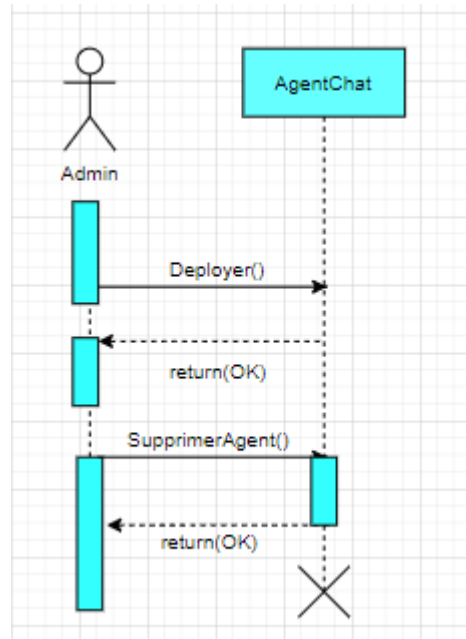 AgentChat
Admin
Deployer()
return(OK)
SupprimerAgent()
return(OK)